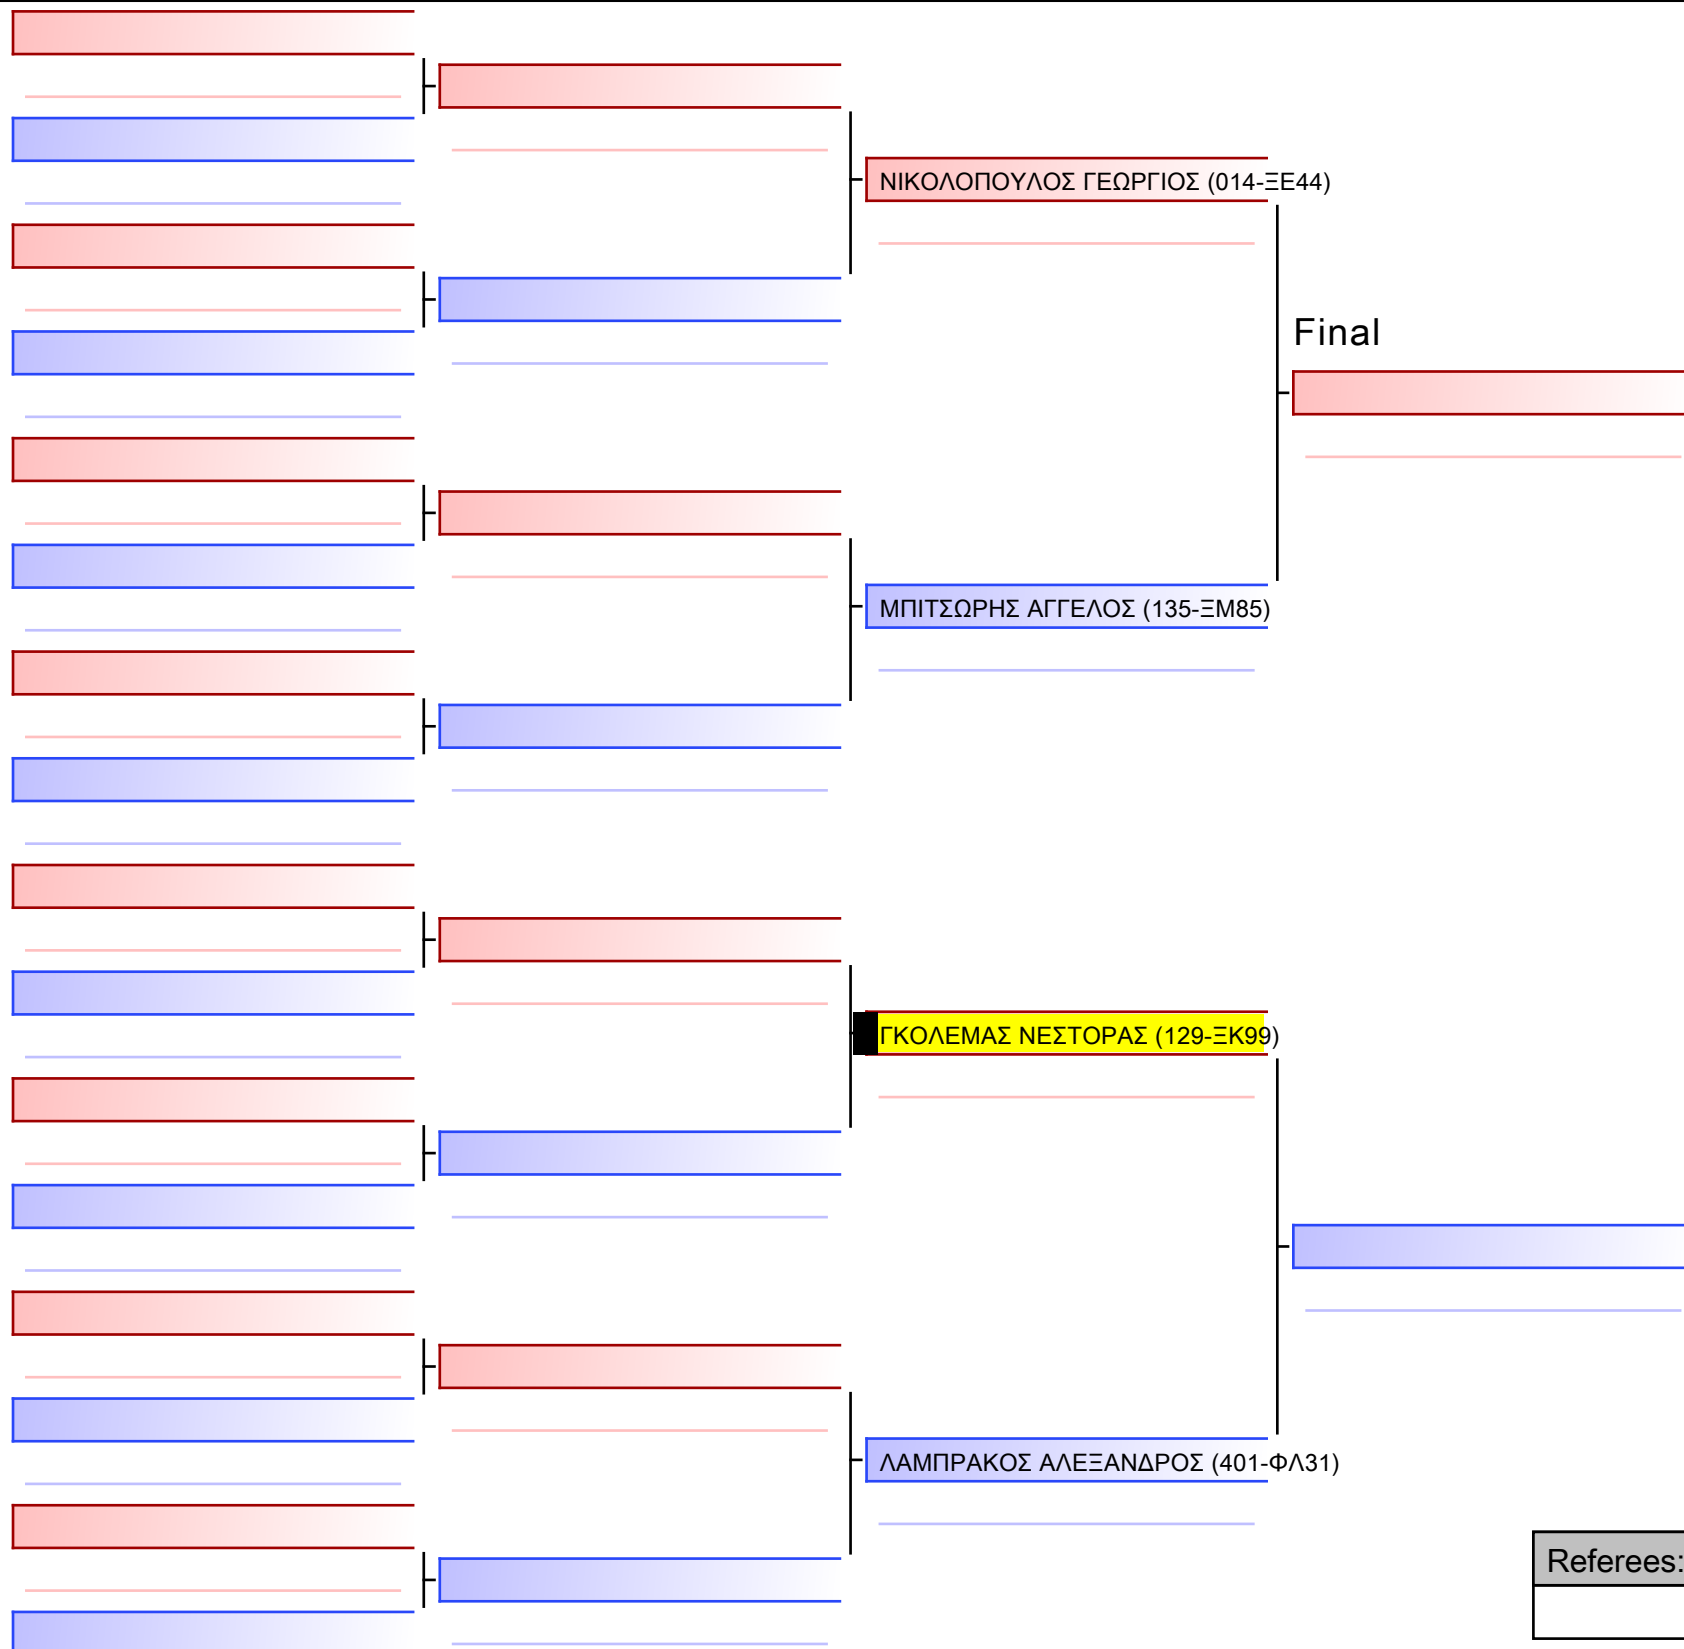 ΝΙΚΟΛΟΠΟΥΛΟΣ ΓΕΩΡΓΙΟΣ (014-ΞΕ44)
Final
ΜΠΙΤΣΩΡΗΣ ΑΓΓΕΛΟΣ (135-ΞΜ85)
ΓΚΟΛΕΜΑΣ ΝΕΣΤΟΡΑΣ (129-ΞΚ99)
ΛΑΜΠΡΑΚΟΣ ΑΛΕΞΑΝΔΡΟΣ (401-ΦΛ31)
Referees: